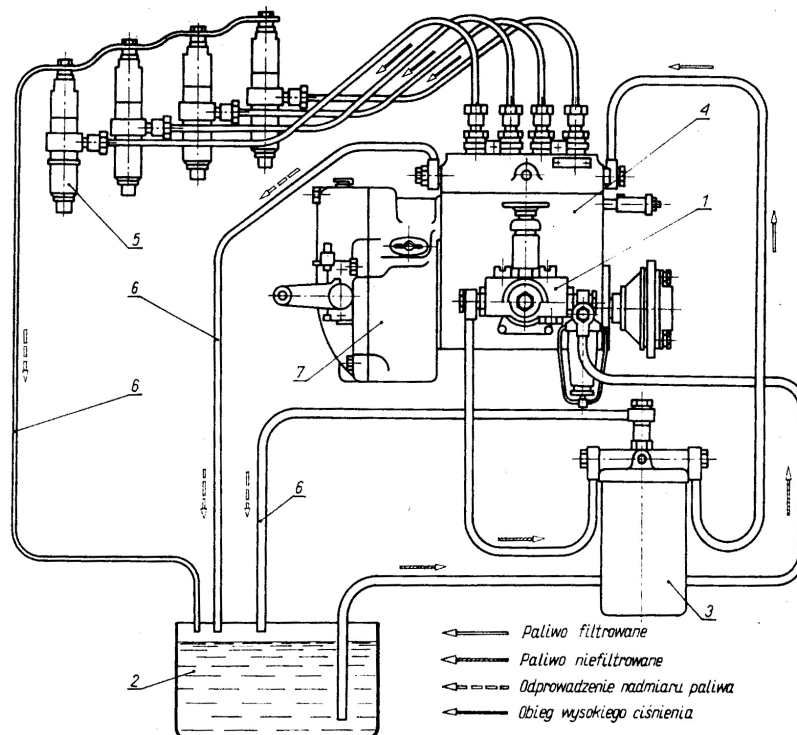 4
1
5
6
7
6
6
3
2
Paliwo filtrowane
Paliwo niefiltrowane
Odprowadzenie nadmiaru paliwa
Obieg wysokiego ciśnienia